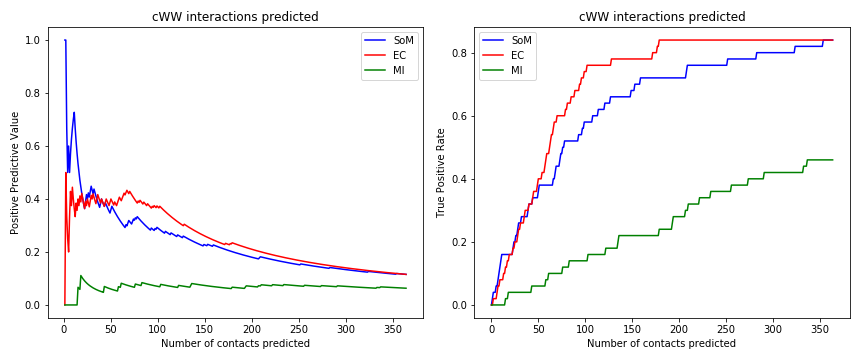 cWW interactions predicted
Positive Predictive Value
1.0
0.8
0.6
0.4
0.2
0.0
SoM
EC
MI
0
50
100
150
200
250
300
350
Number of contacts predicted
cWW interactions predicted
True Positive Rate
0.8
0.6
0.4
0.2
0.0
SoM
EC
MI
0
50
100
150
200
250
300
350
Number of contacts predicted